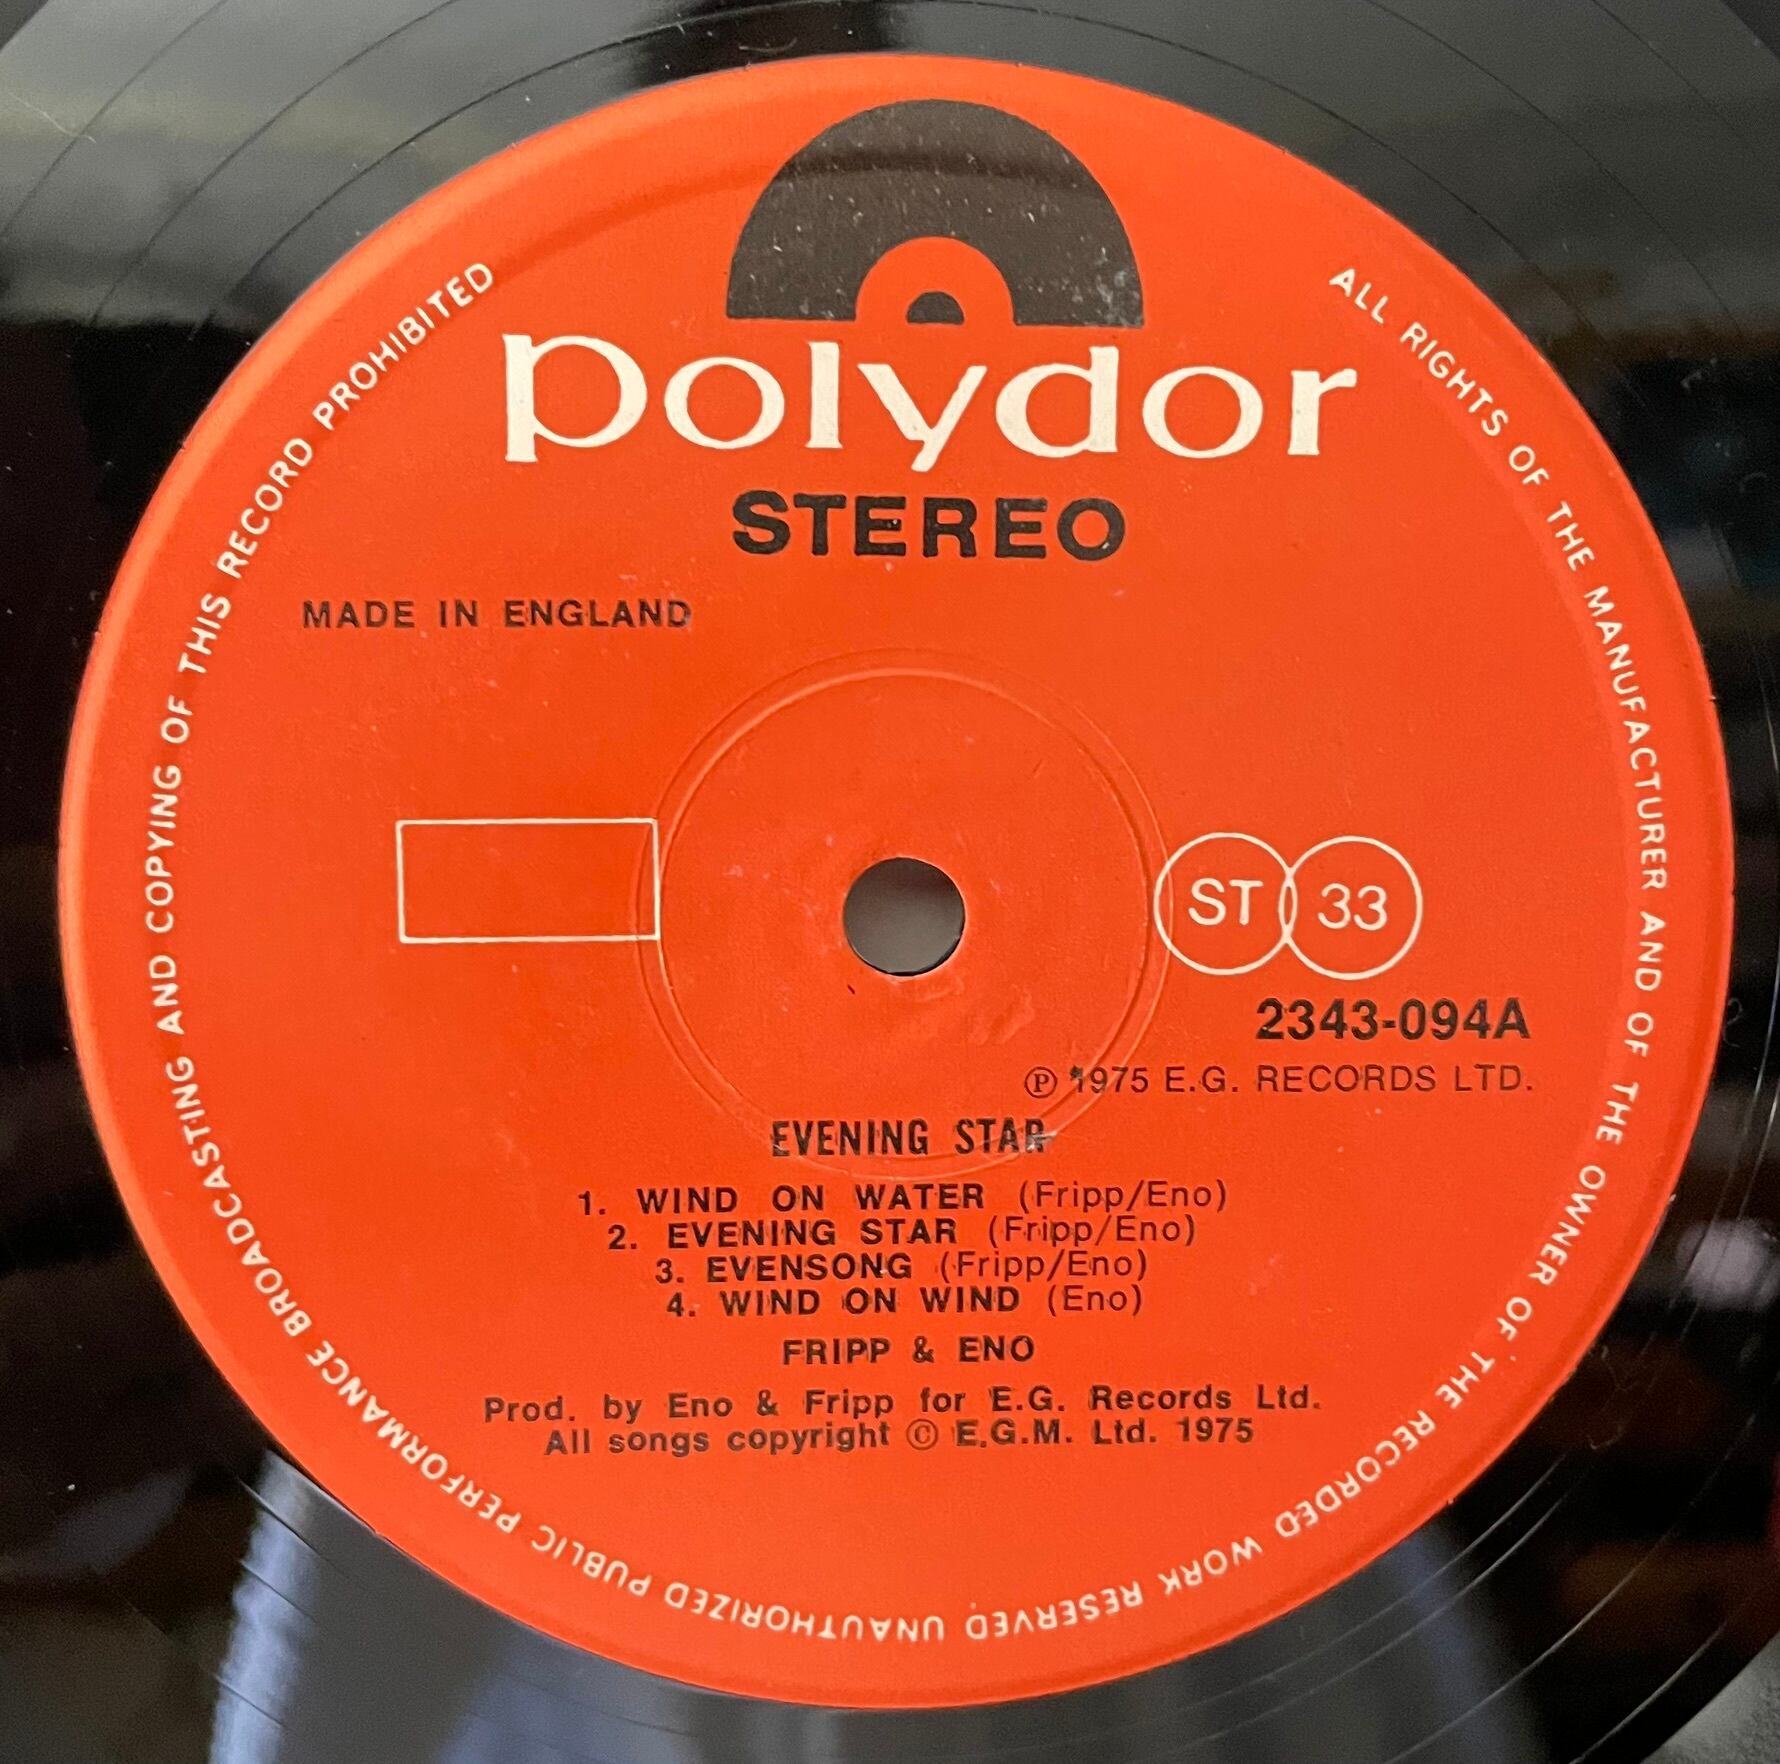 polydor
STEREO
MADE IN ENGLAND
ST 33
2343-094A
Ⓟ 1975 E.G. RECORDS LTD.
EVENING STAR
1. WIND ON WATER (Fripp/Eno)
2. EVENING STAR (Fripp/Eno)
3. EVENSONG (Fripp/Eno)
4. WIND ON WIND (Eno)
FRIPP & ENO
Prod. by Eno & Fripp for E.G. Records Ltd.
All songs copyright © E.G.M. Ltd. 1975
ALL RIGHTS OF THE MANUFACTURER AND OF THE OWNER OF THE RECORDED WORK RESERVED UNAUTHORIZED PUBLIC PERFORMANCE BROADCASTING AND COPYING OF THIS RECORD PROHIBITED